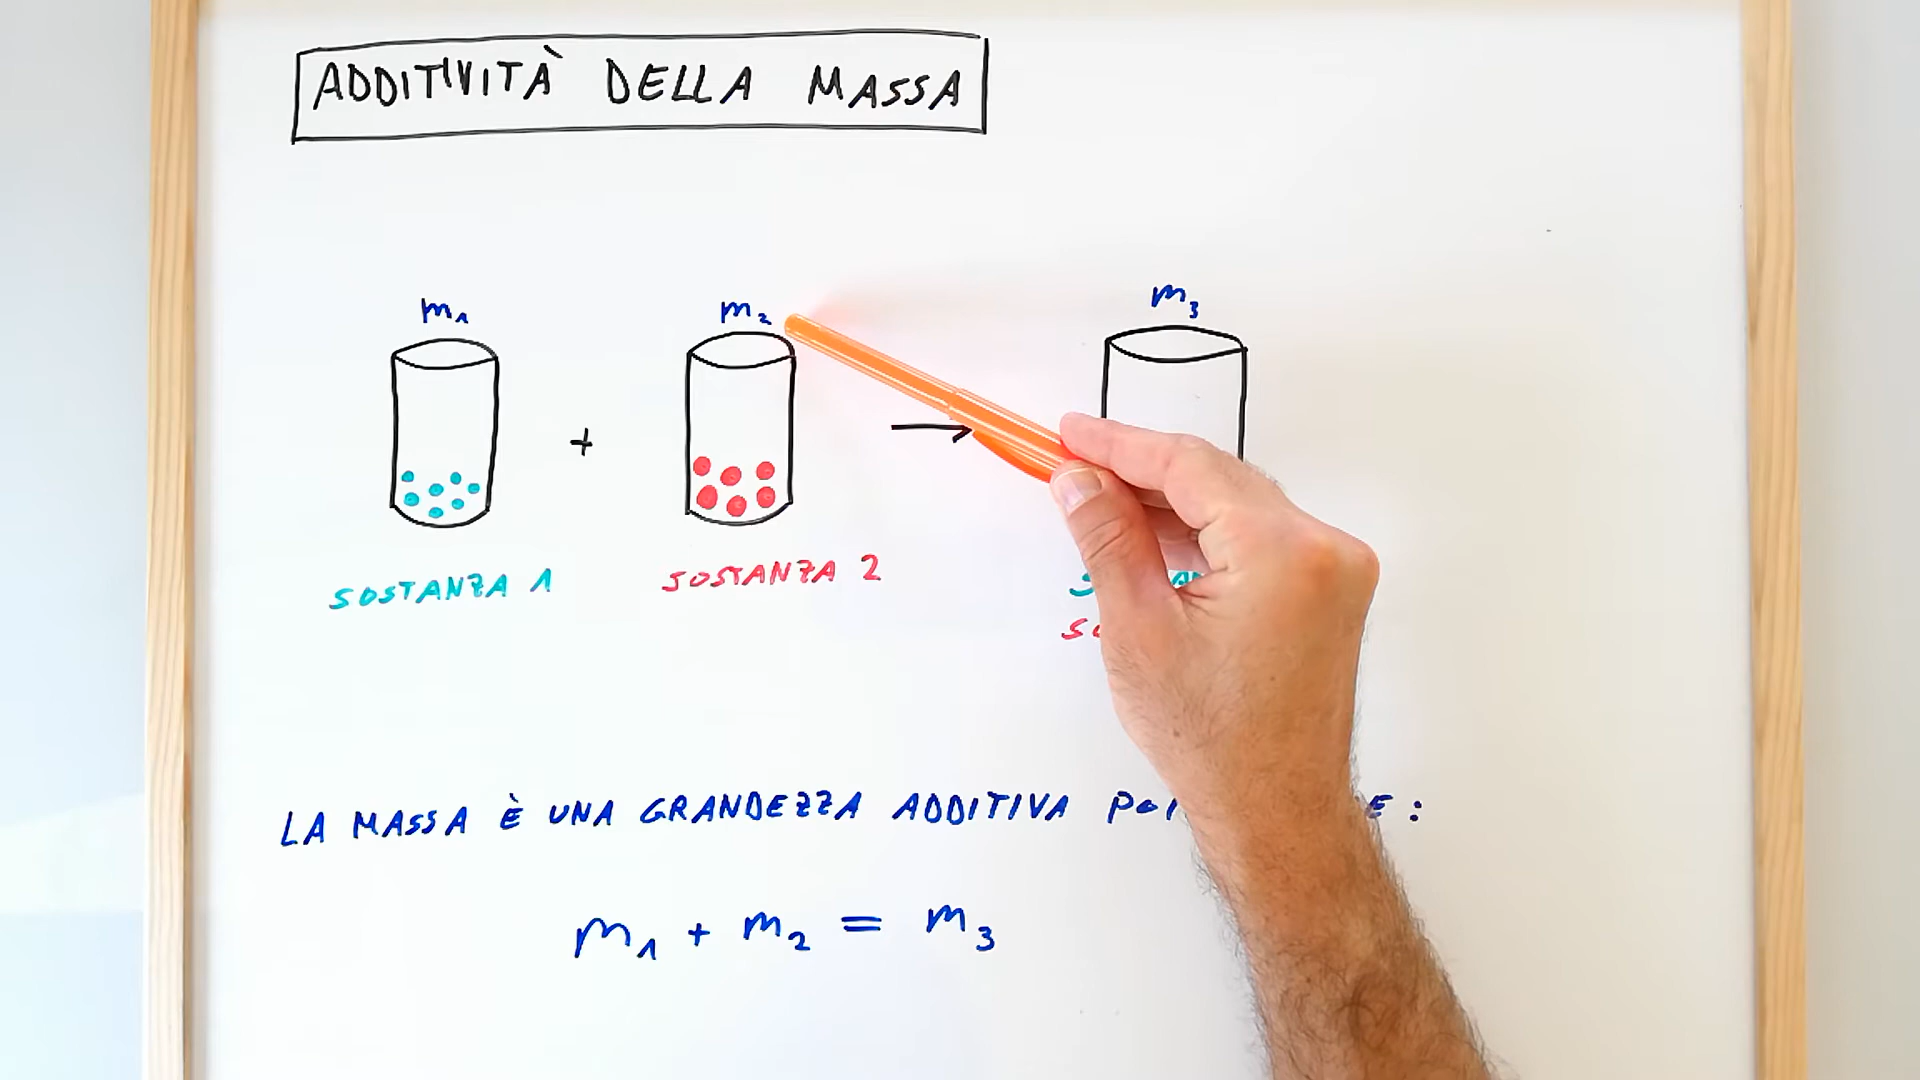 ADDITIVITÀ DELLA MASSA
m₁ m₂ m₃
+
SOSTANZA 1 SOSTANZA 2
LA MASSA È UNA GRANDEZZA ADDITIVA :
m₁ + m₂ = m₃